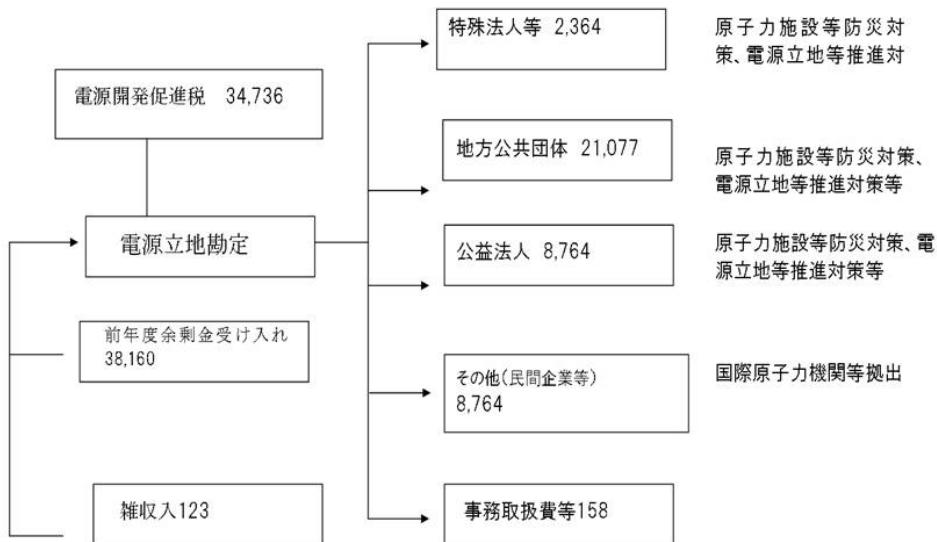 電源開発促進税 34,736
電源立地勘定
前年度余剰金受け入れ
38,160
雑収入123
特殊法人等 2,364
原子力施設等防災対
策、電源立地等推進対
地方公共団体 21,077
原子力施設等防災対策、
電源立地等推進対策等
公益法人 8,764
原子力施設等防災対策、電
源立地等推進対策等
その他(民間企業等)
8,764
国際原子力機関等拠出
事務取扱費等158